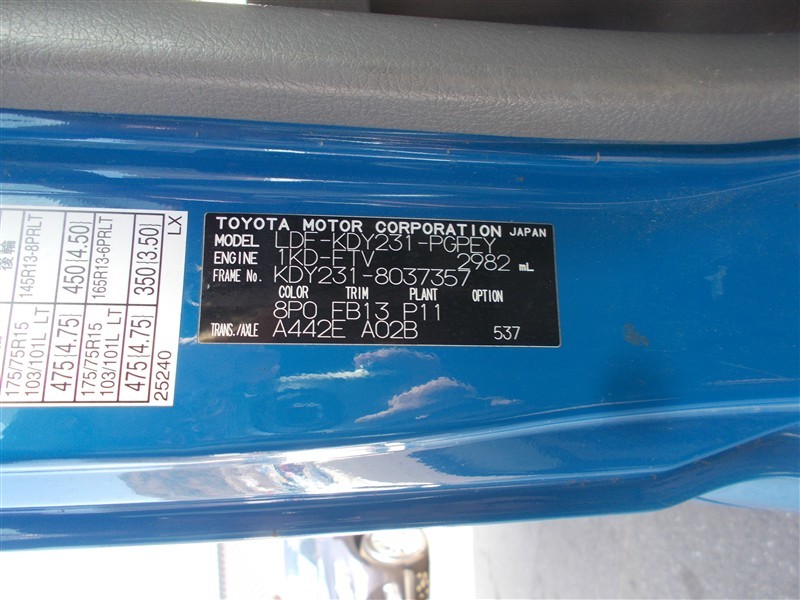 TOYOTA MOTOR CORPORATION JAPAN
MODEL LDF-KDY231-PGPEY
ENGINE 1KD-FTV 2982 mL
FRAME No. KDY231-8037357
COLOR TRIM PLANT OPTION
8P0 FB13 P11
TRANS./AXLE A442E A02B 537
後輪
175/75R15
103/101L LT
145R13-8PRLT
475{4.75}
450{4.50}
175/75R15
103/101L LT
165R13-6PRLT
475{4.75}
350{3.50}
25240
LX